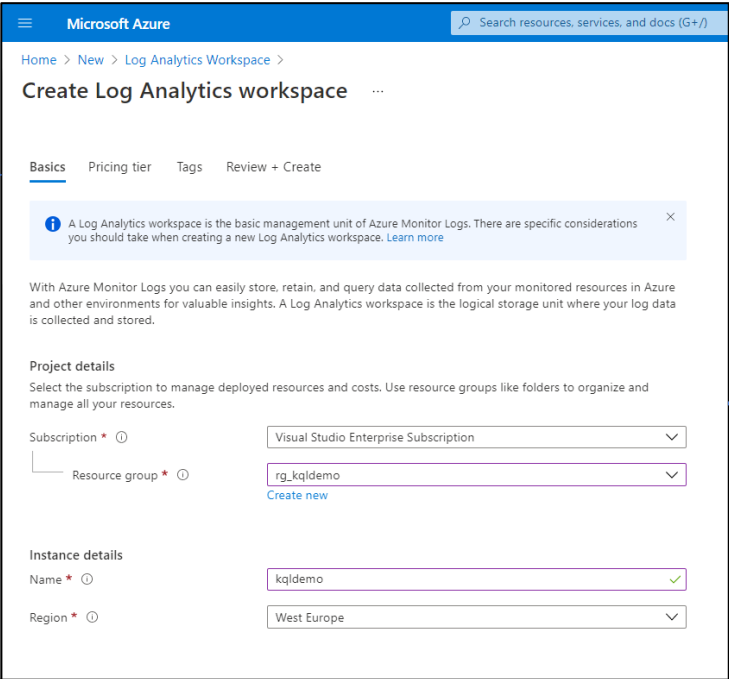 Microsoft Azure
Search resources, services, and docs (G+/)
Home > New > Log Analytics Workspace >
Create Log Analytics workspace ...
Basics Pricing tier Tags Review + Create
A Log Analytics workspace is the basic management unit of Azure Monitor Logs. There are specific considerations
you should take when creating a new Log Analytics workspace. Learn more
With Azure Monitor Logs you can easily store, retain, and query data collected from your monitored resources in Azure
and other environments for valuable insights. A Log Analytics workspace is the logical storage unit where your log data
is collected and stored.
Project details
Select the subscription to manage deployed resources and costs. Use resource groups like folders to organize and
manage all your resources.
Subscription * Visual Studio Enterprise Subscription
Resource group * rg_kqldemo
Create new
Instance details
Name * kqldemo
Region * West Europe